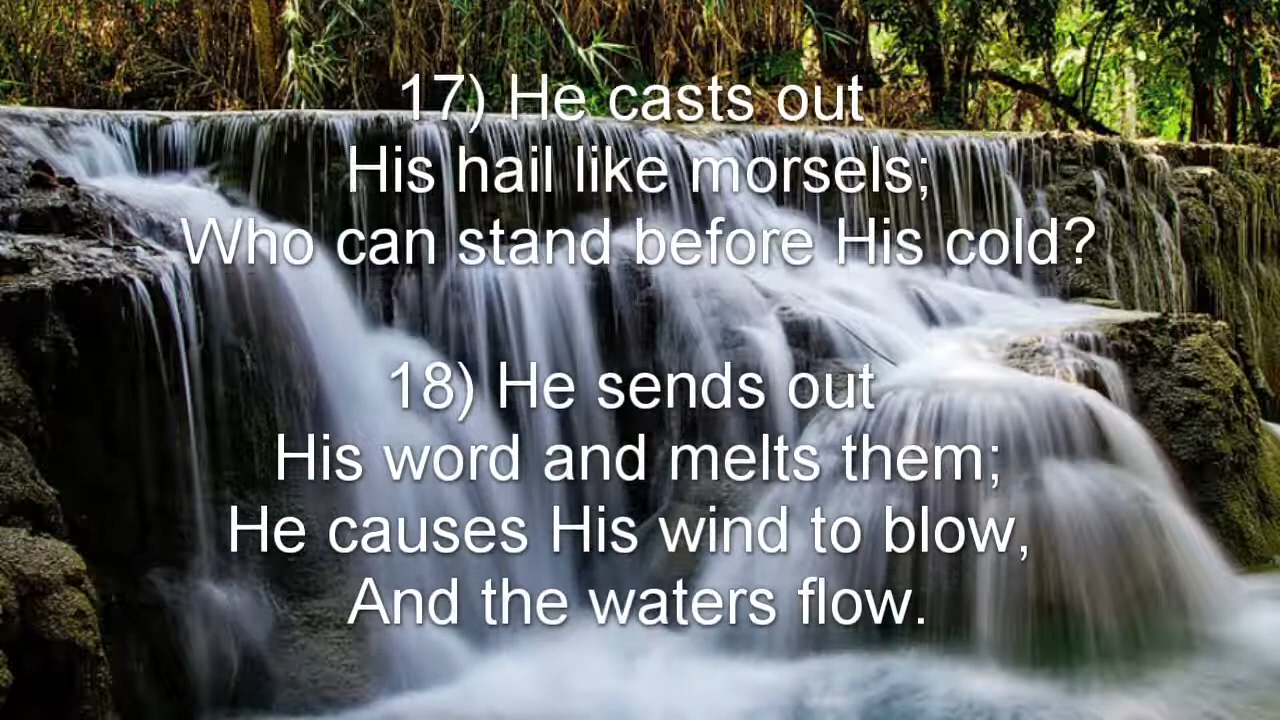 17) He casts out
His hail like morsels;
Who can stand before His cold?
18) He sends out
His word and melts them;
He causes His wind to blow,
And the waters flow.